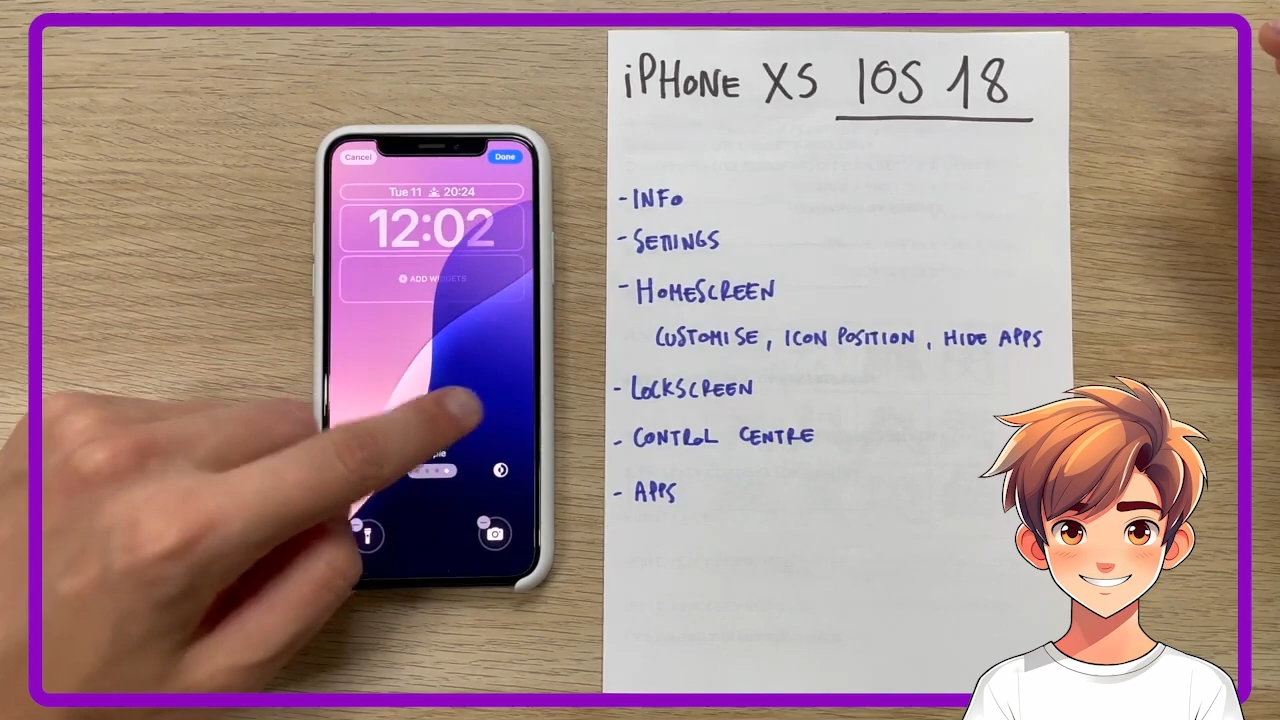 Cancel
Done
Tue 11 20:24
12:02
ADD WIDGETS
iPHONE XS IOS 18
- INFO
- SETTINGS
- HOMESCREEN
CUSTOMISE, ICON POSITION, HIDE APPS
- LOCKSCREEN
- CONTROL CENTRE
- APPS